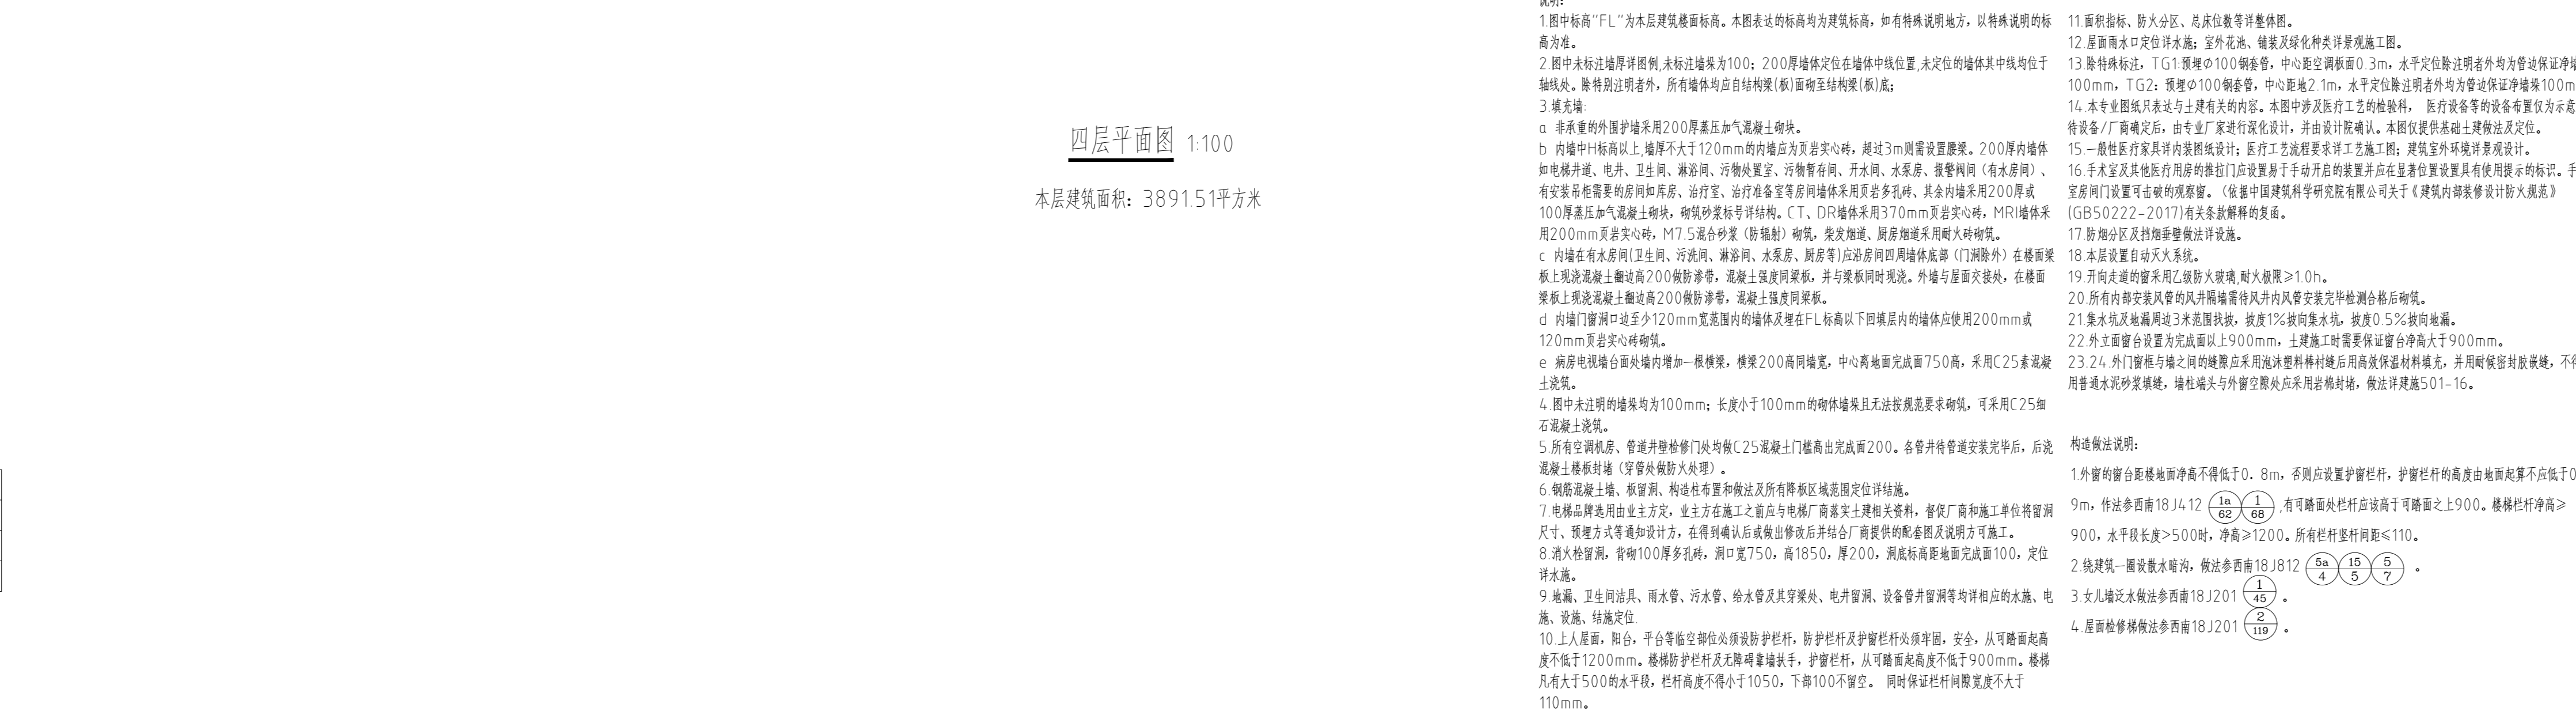 四层平面图 1:100
本层建筑面积：3891.51平方米
说明:
1.图中标高"FL"为本层建筑楼面标高。本图表达的标高均为建筑标高，如有特殊说明地方，以特殊说明的标
高为准。
2.图中未标注墙厚详图例,未标注墙垛为100；200厚墙体定位在墙体中线位置,未定位的墙体其中线均位于
轴线处。除特别注明者外，所有墙体均应自结构梁(板)面砌至结构梁(板)底；
3.填充墙:
a 非承重的外围护墙采用200厚蒸压加气混凝土砌块。
b 内墙中H标高以上,墙厚不大于120mm的内墙应为页岩实心砖，超过3m则需设置腰梁。200厚内墙体
如电梯井道、电井、卫生间、淋浴间、污物处置室、污物暂存间、开水间、水泵房、报警阀间（有水房间）、
有安装吊柜需要的房间如库房、治疗室、治疗准备室等房间墙体采用页岩多孔砖、其余内墙采用200厚或
100厚蒸压加气混凝土砌块，砌筑砂浆标号详结构。CT、DR墙体采用370mm页岩实心砖，MRI墙体采
用200mm页岩实心砖，M7.5混合砂浆（防辐射）砌筑，柴发烟道、厨房烟道采用耐火砖砌筑。
c 内墙在有水房间(卫生间、污洗间、淋浴间、水泵房、厨房等)应沿房间四周墙体底部（门洞除外）在楼面梁
板上现浇混凝土翻边高200做防渗带，混凝土强度同梁板，并与梁板同时现浇。外墙与屋面交接处，在楼面
梁板上现浇混凝土翻边高200做防渗带，混凝土强度同梁板。
d 内墙门窗洞口边至少120mm宽范围内的墙体及埋在FL标高以下回填层内的墙体应使用200mm或
120mm页岩实心砖砌筑。
e 病房电视墙台面处墙内增加一根横梁，横梁200高同墙宽，中心离地面完成面750高，采用C25素混凝
土浇筑。
4.图中未注明的墙垛均为100mm；长度小于100mm的砌体墙垛且无法按规范要求砌筑，可采用C25细
石混凝土浇筑。
5.所有空调机房、管道井壁检修门处均做C25混凝土门槛高出完成面200。各管井待管道安装完毕后，后浇
混凝土楼板封堵（穿管处做防火处理）。
6.钢筋混凝土墙、板留洞、构造柱布置和做法及所有降板区域范围定位详结施。
7.电梯品牌选用由业主方定，业主方在施工之前应与电梯厂商落实土建相关资料，督促厂商和施工单位将留洞
尺寸、预埋方式等通知设计方，在得到确认后或做出修改后并结合厂商提供的配套图及说明方可施工。
8.消火栓留洞，背砌100厚多孔砖，洞口宽750，高1850，厚200，洞底标高距地面完成面100，定位
详水施。
9.地漏、卫生间洁具、雨水管、污水管、给水管及其穿梁处、电井留洞、设备管井留洞等均详相应的水施、电
施、设施、结施定位.
10.上人屋面，阳台，平台等临空部位必须设防护栏杆，防护栏杆及护窗栏杆必须牢固，安全，从可踏面起高
度不低于1200mm。楼梯防护栏杆及无障碍靠墙扶手，护窗栏杆，从可踏面起高度不低于900mm。楼梯
凡有大于500的水平段，栏杆高度不得小于1050，下部100不留空。 同时保证栏杆间隙宽度不大于
110mm。
11.面积指标、防火分区、总床位数等详整体图。
12.屋面雨水口定位详水施；室外花池、铺装及绿化种类详景观施工图。
13.除特殊标注，TG1:预埋Φ100钢套管，中心距空调板面0.3m，水平定位除注明者外均为管边保证净墙
100mm，TG2：预埋Φ100钢套管，中心距地2.1m，水平定位除注明者外均为管边保证净墙垛100m
14.本专业图纸只表达与土建有关的内容。本图中涉及医疗工艺的检验科， 医疗设备等的设备布置仅为示意
待设备/厂商确定后，由专业厂家进行深化设计，并由设计院确认。本图仅提供基础土建做法及定位。
15.一般性医疗家具详内装图纸设计；医疗工艺流程要求详工艺施工图；建筑室外环境详景观设计。
16.手术室及其他医疗用房的推拉门应设置易于手动开启的装置并应在显著位置设置具有使用提示的标识。手
室房间门设置可击破的观察窗。（依据中国建筑科学研究院有限公司关于《建筑内部装修设计防火规范》
(GB50222-2017)有关条款解释的复函。
17.防烟分区及挡烟垂壁做法详设施。
18.本层设置自动灭火系统。
19.开向走道的窗采用乙级防火玻璃,耐火极限≥1.0h。
20.所有内部安装风管的风井隔墙需待风井内风管安装完毕检测合格后砌筑。
21.集水坑及地漏周边3米范围找坡，坡度1%坡向集水坑，坡度0.5%坡向地漏。
22.外立面窗台设置为完成面以上900mm，土建施工时需要保证窗台净高大于900mm。
23.24.外门窗框与墙之间的缝隙应采用泡沫塑料棒衬缝后用高效保温材料填充，并用耐候密封胶嵌缝，不得
用普通水泥砂浆填缝，墙柱端头与外窗空隙处应采用岩棉封堵，做法详建施501-16。
构造做法说明：
1.外窗的窗台距楼地面净高不得低于0. 8m，否则应设置护窗栏杆，护窗栏杆的高度由地面起算不应低于0
9m，作法参西南18J412 1a/62 1/68 ,有可踏面处栏杆应该高于可踏面之上900。楼梯栏杆净高≥
900，水平段长度>500时，净高≥1200。所有栏杆竖杆间距≤110。
2.绕建筑一圈设散水暗沟，做法参西南18J812 5a/4 15/5 5/7 。
3.女儿墙泛水做法参西南18J201 1/45 。
4.屋面检修梯做法参西南18J201 2/119 。